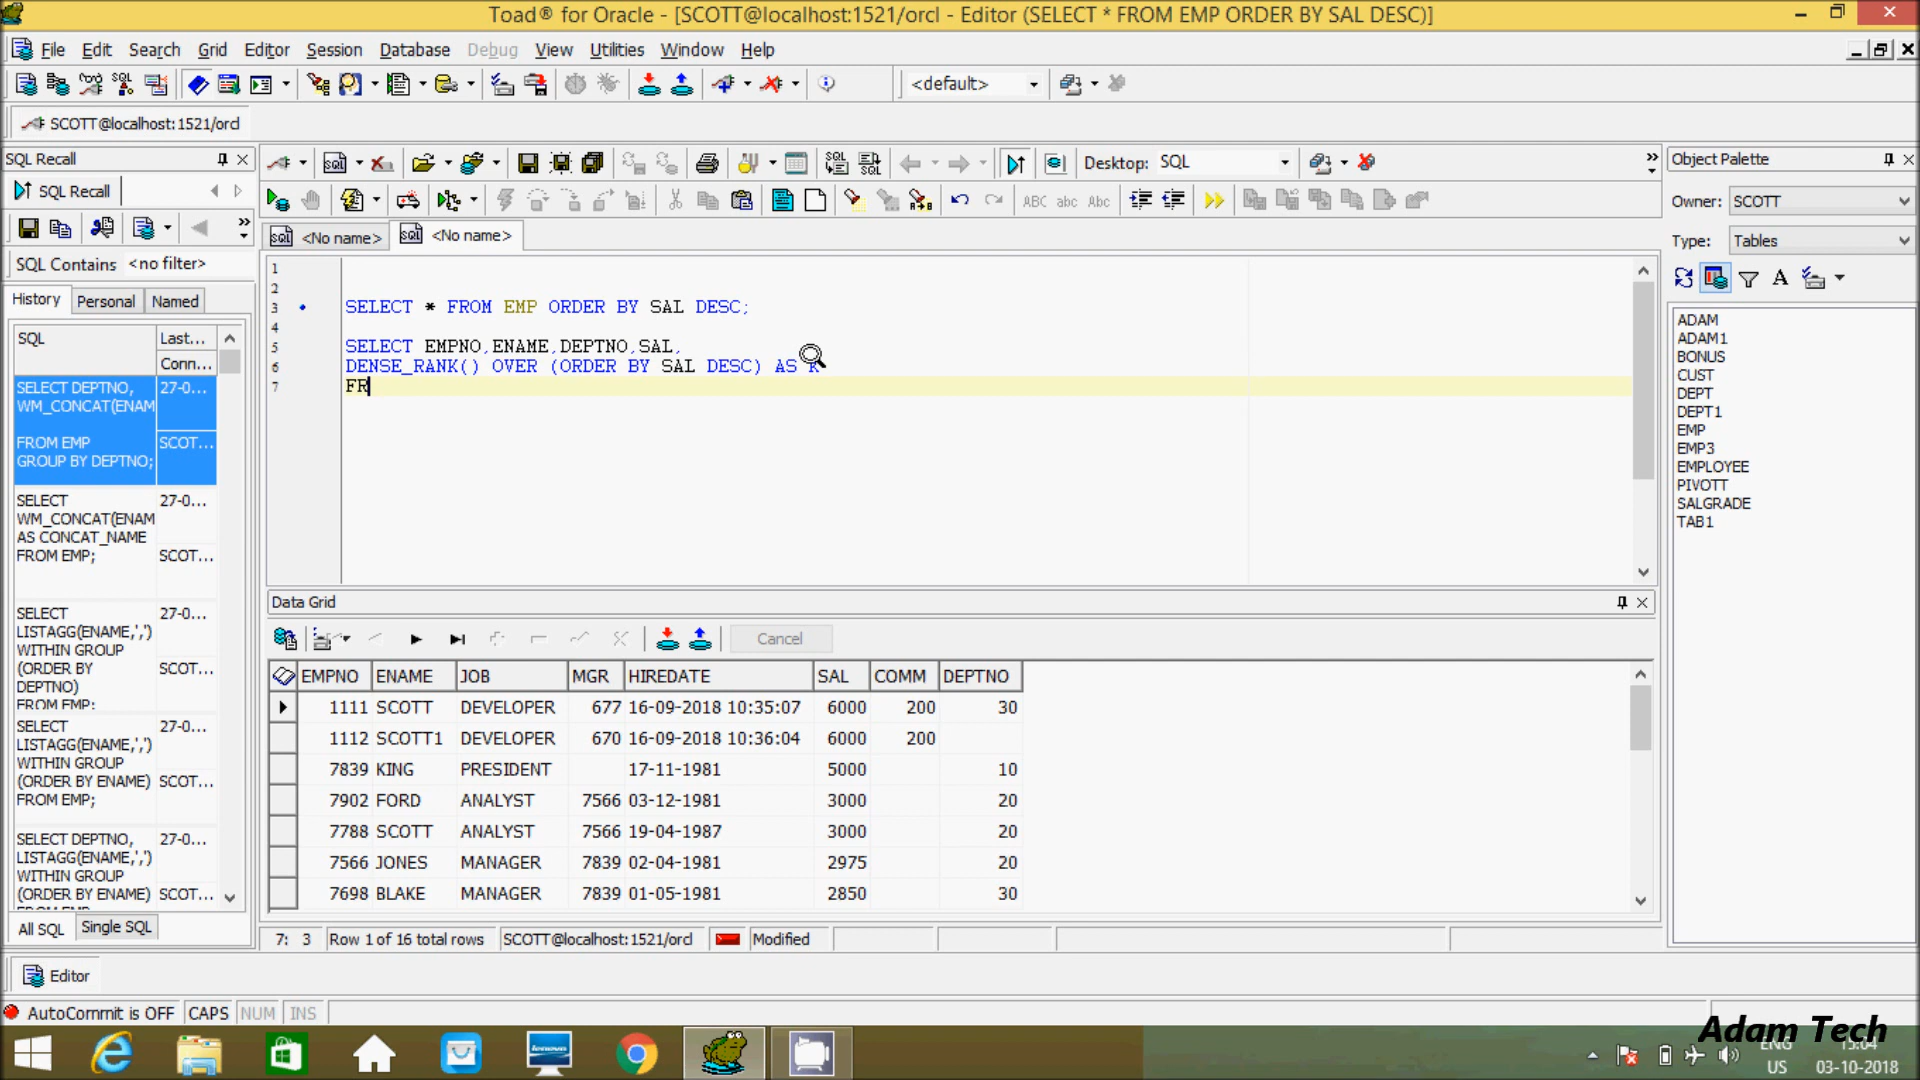 Toad® for Oracle - [SCOTT@localhost:1521/orcl - Editor (SELECT * FROM EMP ORDER BY SAL DESC)]
File Edit Search Grid Editor Session Database Debug View Utilities Window Help
<default>
SCOTT@localhost:1521/orcl
SQL Recall
SQL Recall
SQL Contains <no filter>
History Personal Named
SQL Last...
Conn...
SELECT DEPTNO, 27-0...
WM_CONCAT(ENAM
FROM EMP SCOT...
GROUP BY DEPTNO;
SELECT 27-0...
WM_CONCAT(ENAM
AS CONCAT_NAME
FROM EMP; SCOT...
SELECT 27-0...
LISTAGG(ENAME,',')
WITHIN GROUP
(ORDER BY SCOT...
DEPTNO)
FROM EMP;
SELECT 27-0...
LISTAGG(ENAME,',')
WITHIN GROUP
(ORDER BY ENAME) SCOT...
FROM EMP;
SELECT DEPTNO, 27-0...
LISTAGG(ENAME,',')
WITHIN GROUP
(ORDER BY ENAME) SCOT...
All SQL Single SQL
Desktop: SQL
SQL SQL
ABC abc Abc
<No name> <No name>
1
2
3 SELECT * FROM EMP ORDER BY SAL DESC;
4
5 SELECT EMPNO,ENAME,DEPTNO,SAL,
6 DENSE_RANK() OVER (ORDER BY SAL DESC) AS R
7 FR
Data Grid
Cancel
EMPNO ENAME JOB MGR HIREDATE SAL COMM DEPTNO
1111 SCOTT DEVELOPER 677 16-09-2018 10:35:07 6000 200 30
1112 SCOTT1 DEVELOPER 670 16-09-2018 10:36:04 6000 200
7839 KING PRESIDENT 17-11-1981 5000 10
7902 FORD ANALYST 7566 03-12-1981 3000 20
7788 SCOTT ANALYST 7566 19-04-1987 3000 20
7566 JONES MANAGER 7839 02-04-1981 2975 20
7698 BLAKE MANAGER 7839 01-05-1981 2850 30
7: 3 Row 1 of 16 total rows SCOTT@localhost:1521/orcl Modified
Object Palette
Owner: SCOTT
Type: Tables
ADAM
ADAM1
BONUS
CUST
DEPT
DEPT1
EMP
EMP3
EMPLOYEE
PIVOTT
SALGRADE
TAB1
Editor
AutoCommit is OFF CAPS NUM INS
Adam Tech
ENG 15:04
US 03-10-2018